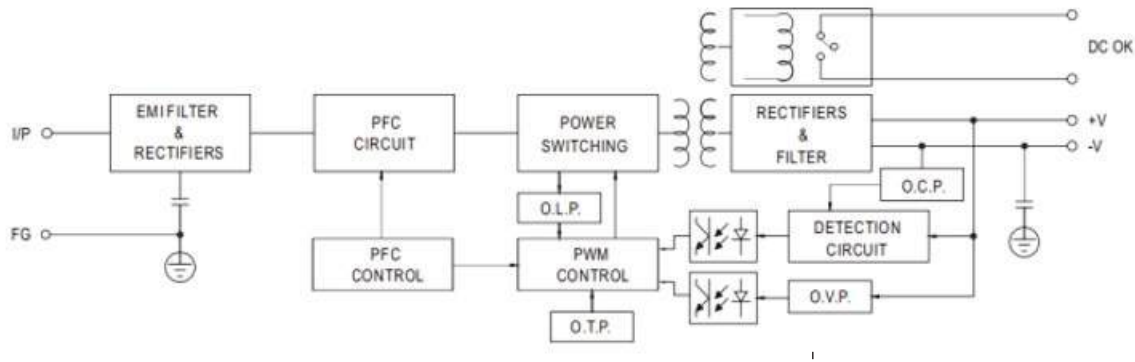 DC OK
I/P
EMI FILTER
&
RECTIFIERS
PFC
CIRCUIT
POWER
SWITCHING
RECTIFIERS
&
FILTER
+V
-V
O.L.P.
O.C.P.
FG
PFC
CONTROL
PWM
CONTROL
DETECTION
CIRCUIT
O.V.P.
O.T.P.